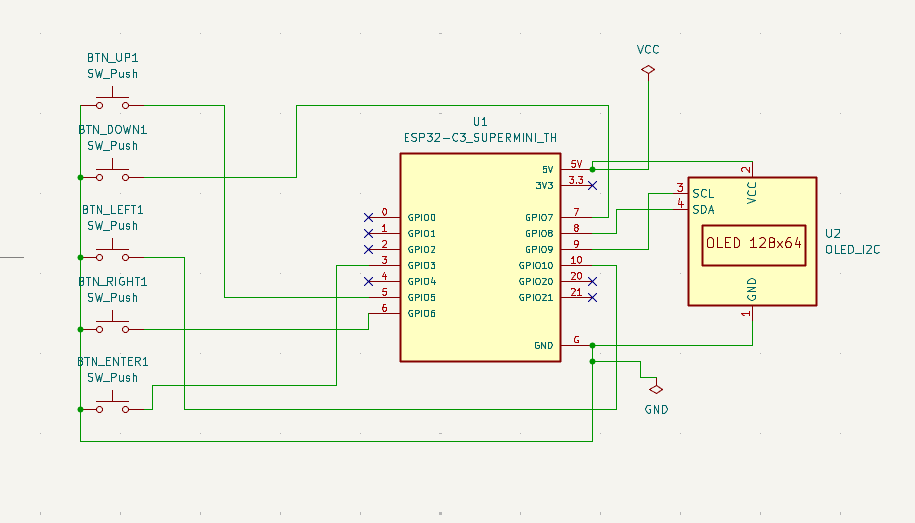 BTN_UP1
SW_Push
BTN_DOWN1
SW_Push
BTN_LEFT1
SW_Push
BTN_RIGHT1
SW_Push
BTN_ENTER1
SW_Push
U1
ESP32-C3_SUPERMINI_TH
0 GPIO0
1 GPIO1
2 GPIO2
3 GPIO3
4 GPIO4
5 GPIO5
6 GPIO6
5V 5V
3V3 3.3
GPIO7 7
GPIO8 8
GPIO9 9
GPIO10 10
GPIO20 20
GPIO21 21
GND G
VCC
GND
2
VCC
3 SCL
4 SDA
OLED 128x64
GND
1
U2
OLED_I2C